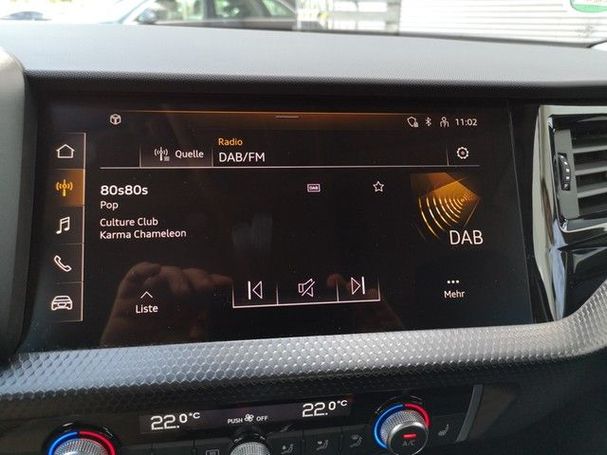 11:02
Quelle
Radio
DAB/FM
80s80s
DAB
Pop
Culture Club
Karma Chameleon
DAB
Liste
Mehr
22.0°C
PUSH OFF
22.0°C
A/C